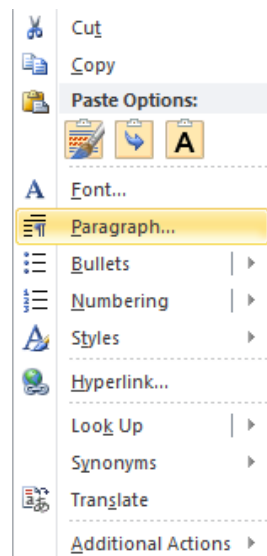 Cut
Copy
Paste Options:
A
A Font...
Paragraph...
Bullets
Numbering
A Styles
Hyperlink...
Look Up
Synonyms
Translate
Additional Actions